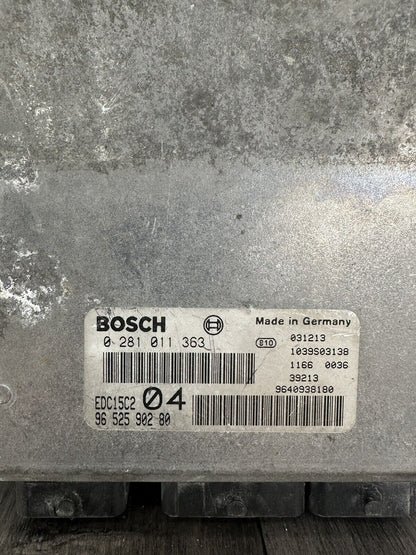 BOSCH
Made in Germany
0 281 011 363
810
031213
1039S03138
1166 0036
39213
9640938180
EDC15C2 04
96 525 902 80